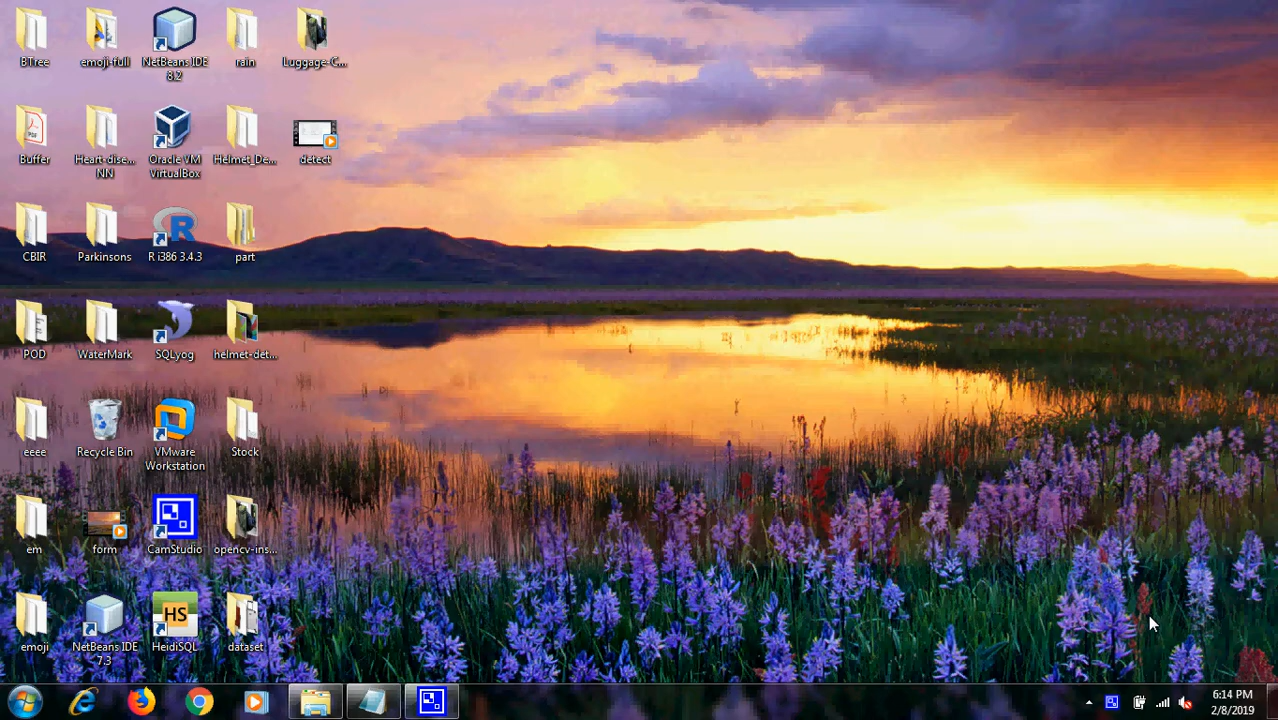 BTree
emoji-full
NetBeans IDE
8.2
rain
Luggage-C...
Buffer
Heart-dise...
NN
Oracle VM
VirtualBox
Helmet_De...
detect
CBIR
Parkinsons
R i386 3.4.3
part
POD
WaterMark
SQLyog
helmet-det...
eeee
Recycle Bin
VMware
Workstation
Stock
em
form
CamStudio
opencv-ins...
emoji
NetBeans IDE
7.3
HS
HeidiSQL
dataset
6:14 PM
2/8/2019